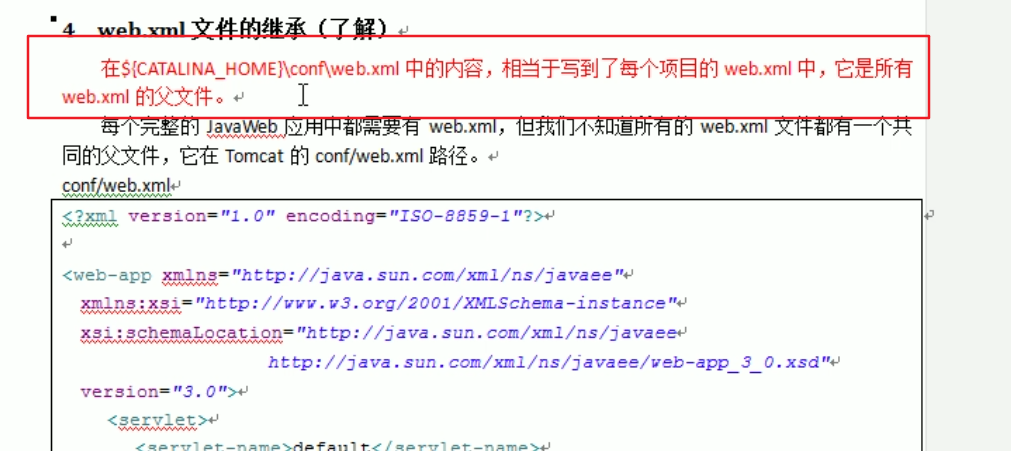 4 web.xml 文件的继承（了解）
在${CATALINA_HOME}\conf\web.xml 中的内容，相当于写到了每个项目的 web.xml 中，它是所有
web.xml 的父文件。
每个完整的 JavaWeb 应用中都需要有 web.xml，但我们不知道所有的 web.xml 文件都有一个共
同的父文件，它在 Tomcat 的 conf/web.xml 路径。
conf/web.xml
<?xml version="1.0" encoding="ISO-8859-1"?>
<web-app xmlns="http://java.sun.com/xml/ns/javaee"
xmlns:xsi="http://www.w3.org/2001/XMLSchema-instance"
xsi:schemaLocation="http://java.sun.com/xml/ns/javaee
http://java.sun.com/xml/ns/javaee/web-app_3_0.xsd"
version="3.0">
<servlet>
<servlet-name>default</servlet-name>